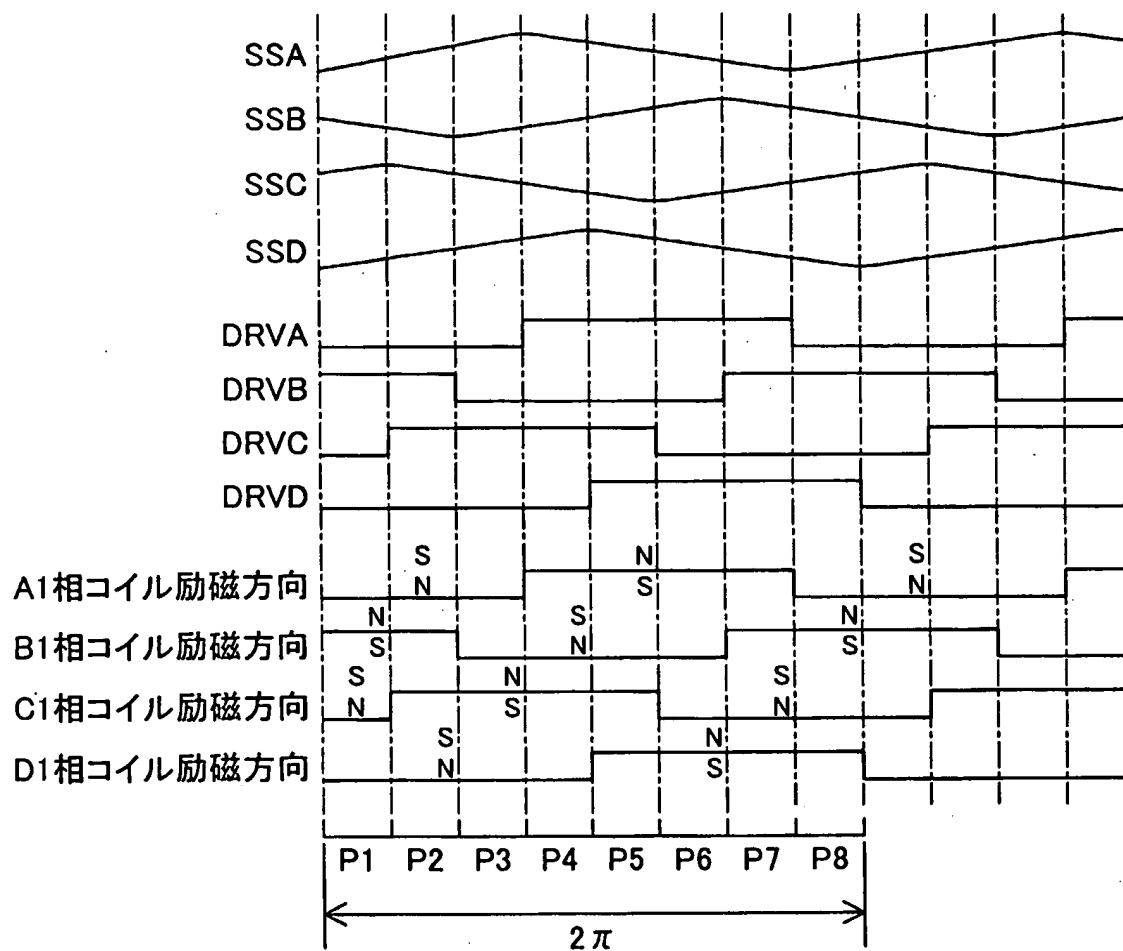 SSA
SSB
SSC
SSD
DRVA
DRVB
DRVC
DRVD
S N S
A1相コイル励磁方向 N S N
N S N
B1相コイル励磁方向 S N S
S N S
C1相コイル励磁方向 N S N
S N
D1相コイル励磁方向 N S
P1 P2 P3 P4 P5 P6 P7 P8
2π